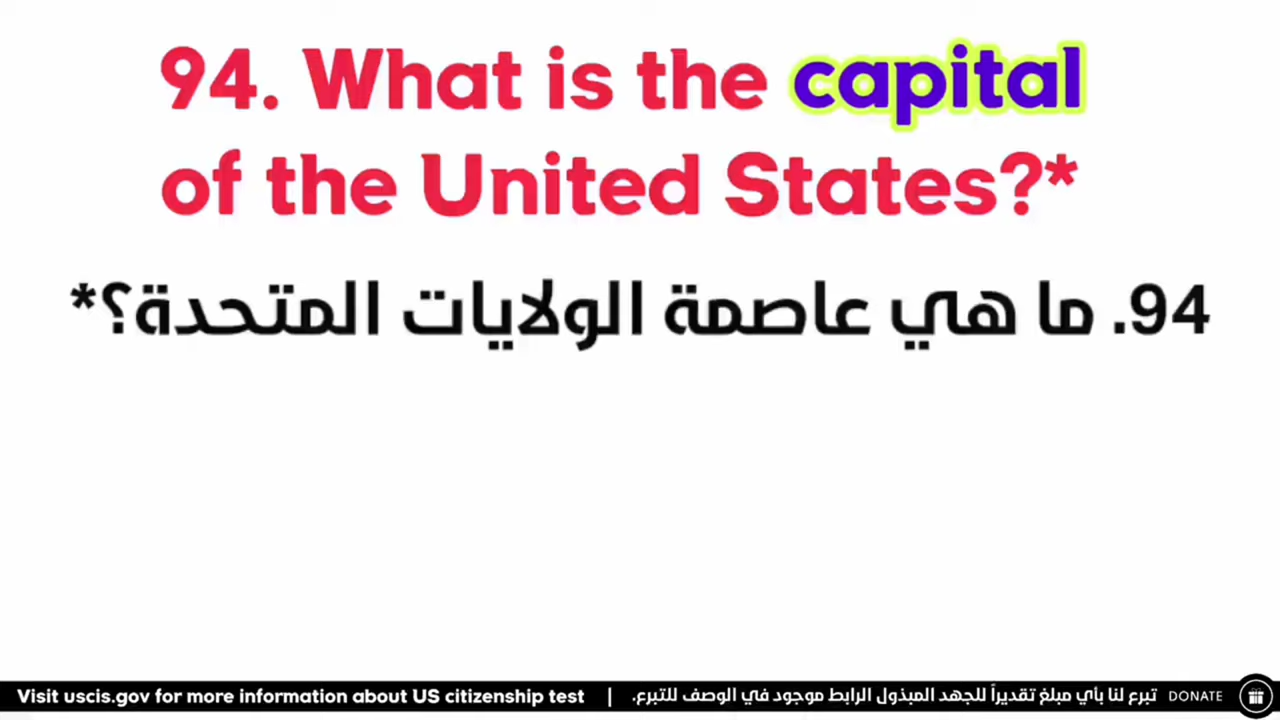 94. What is the capital
of the United States?*
94. ما هي عاصمة الولايات المتحدة؟*
Visit uscis.gov for more information about US citizenship test | تبرع لنا بأي مبلغ تقديراً للجهد المبذول الرابط موجود في الوصف للتبرع. DONATE